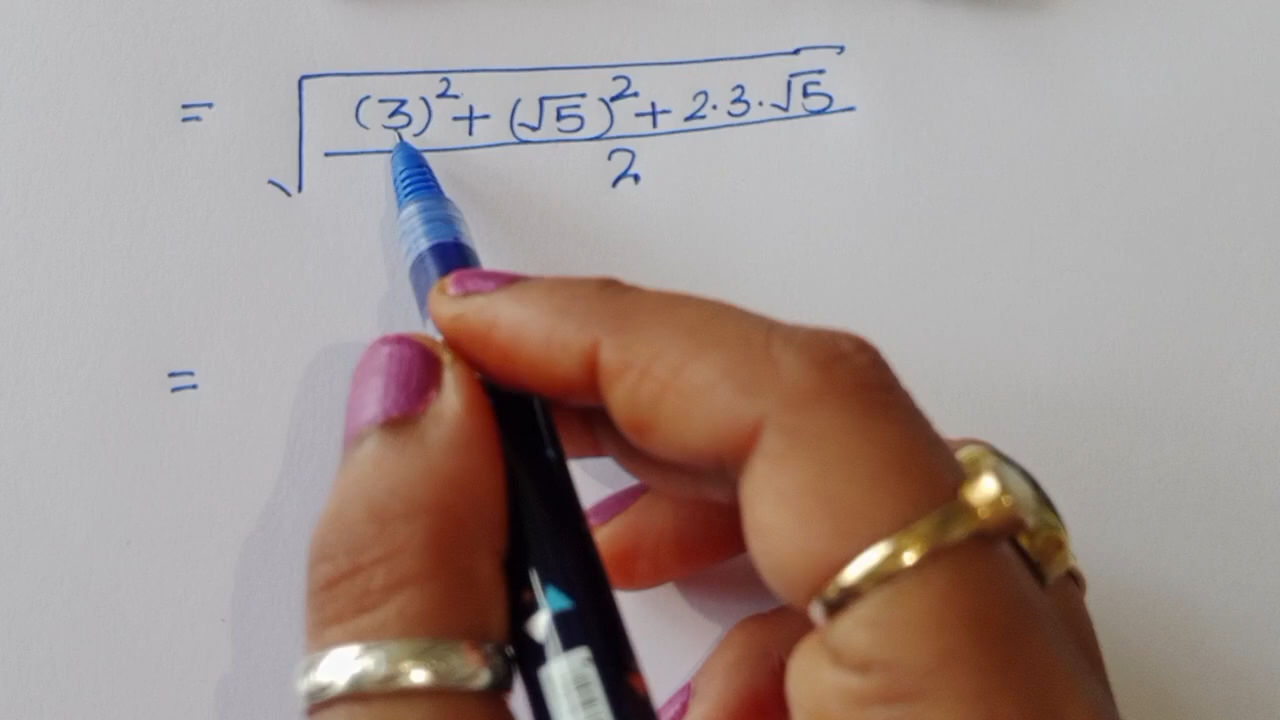 = √((3)² + (√5)² + 2·3·√5 / 2)
=